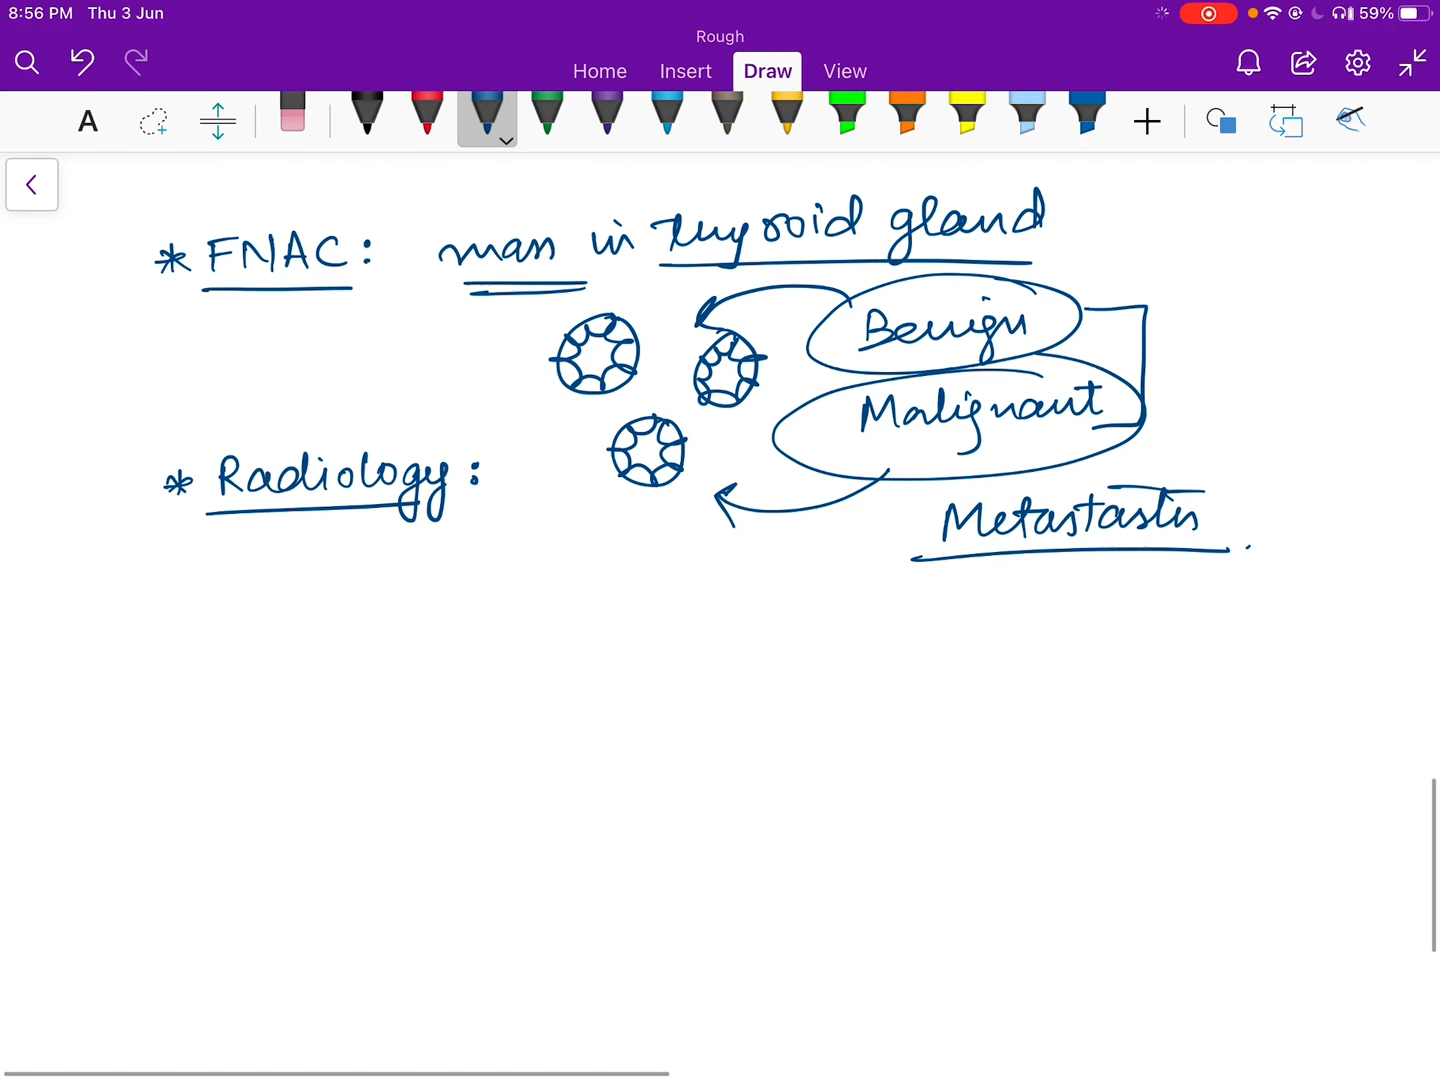 8:56 PM Thu 3 Jun
59%
Rough
Home Insert Draw View
A
* FNAC: mass in thyroid gland
Benign
Malignant
* Radiology:
Metastasis